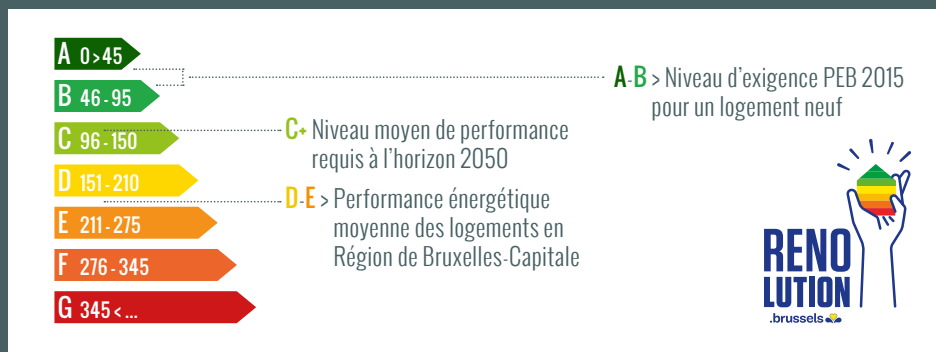 A 0>45
B 46 - 95
C 96 - 150
D 151 - 210
E 211 - 275
F 276 - 345
G 345 < ...
A-B > Niveau d’exigence PEB 2015
pour un logement neuf
C+ Niveau moyen de performance
requis à l’horizon 2050
D-E > Performance énergétique
moyenne des logements en
Région de Bruxelles-Capitale
RENO
LUTION
.brussels